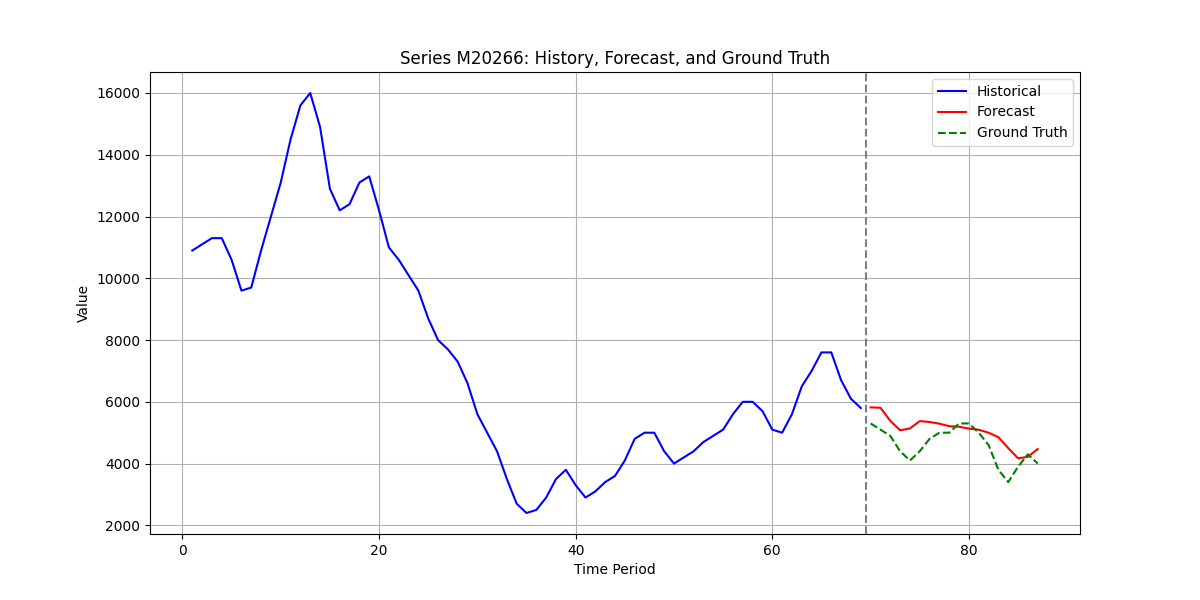 Series M20266: History, Forecast, and Ground Truth
Historical
Forecast
Ground Truth
16000
14000
12000
10000
8000
6000
4000
2000
Value
0
20
40
60
80
Time Period